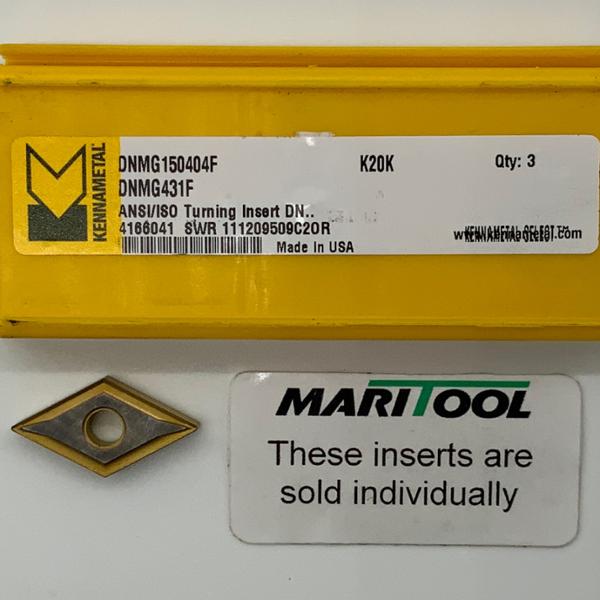 KENNAMETAL
DNMG150404F K20K Qty: 3
DNMG431F
ANSI/ISO Turning Insert DN..
4166041 SWR 111209509C20R
Made in USA
MARITOOL
These inserts are
sold individually